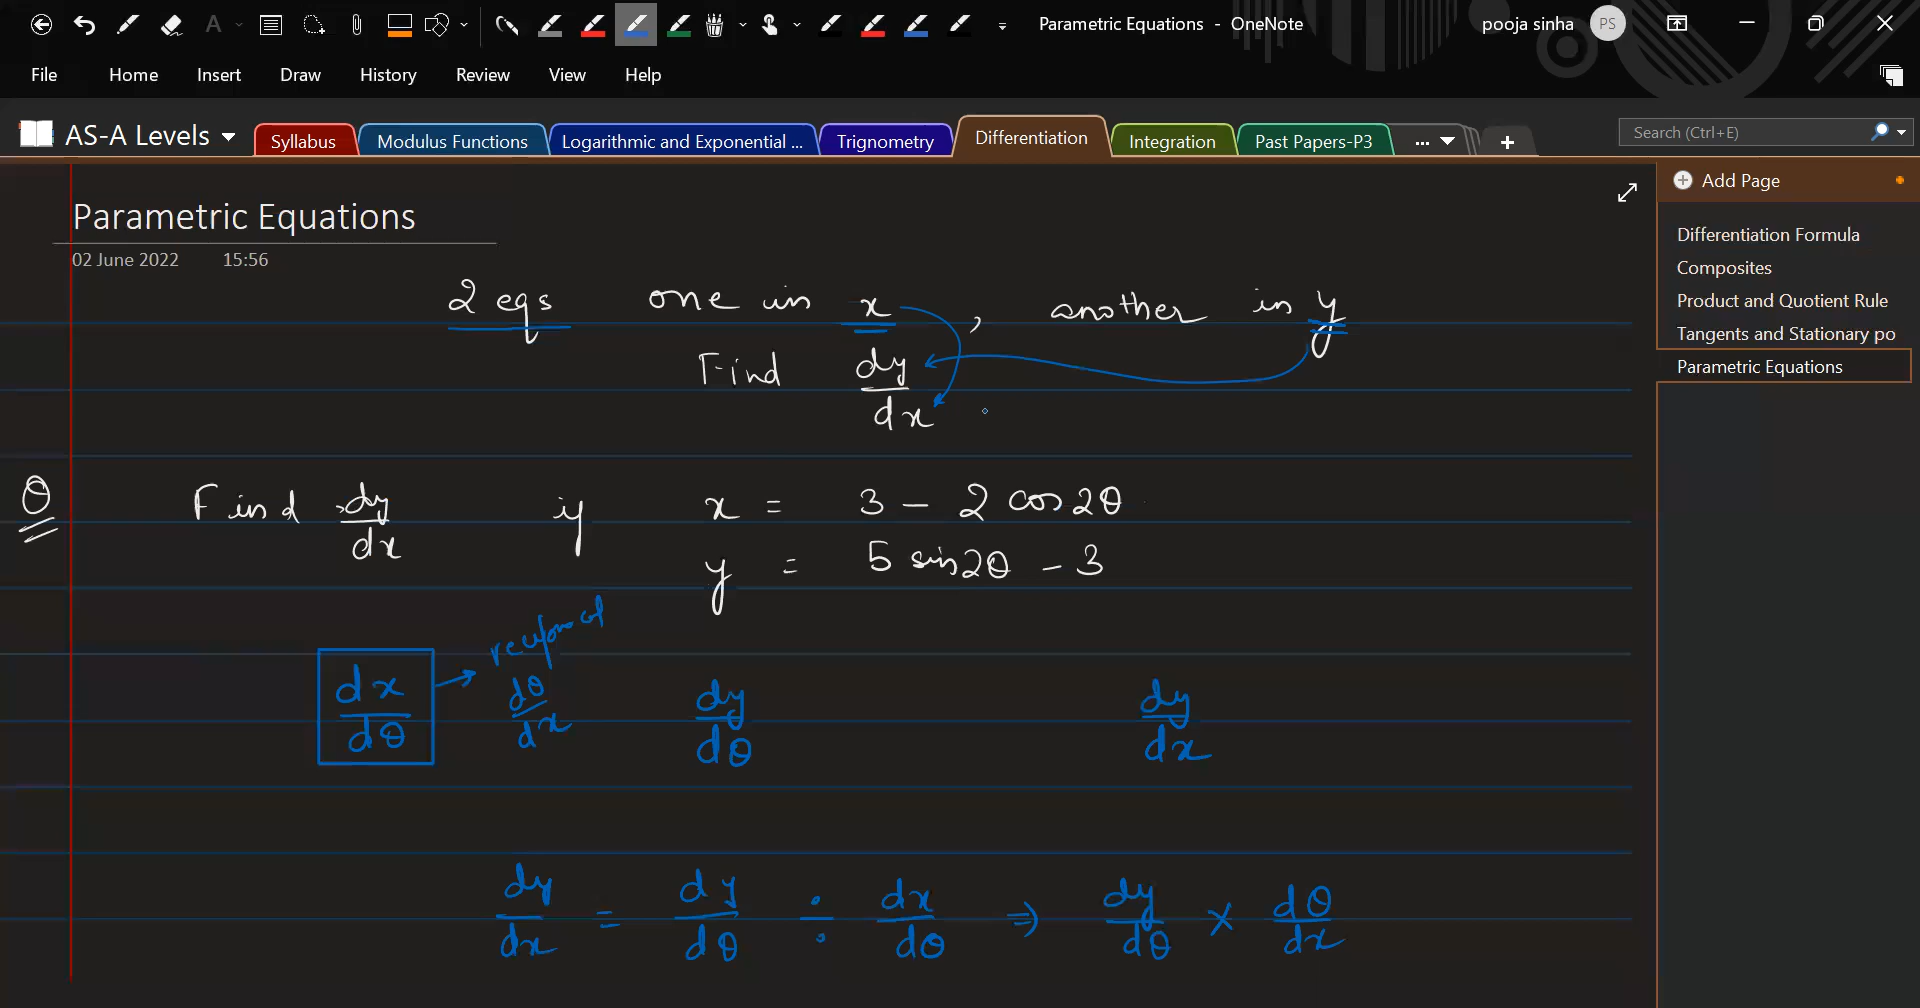 Parametric Equations - OneNote
pooja sinha PS
File Home Insert Draw History Review View Help
AS-A Levels Syllabus Modulus Functions Logarithmic and Exponential ... Trignometry Differentiation Integration Past Papers-P3 ... + Search (Ctrl+E)
Parametric Equations
02 June 2022 15:56
2 eqs one in x , another in y
Find dy/dx
Q Find dy/dx if x = 3 - 2 cos2θ
y = 5 sin2θ - 3
reciprocal
dx/dθ → dθ/dx dy/dθ dy/dx
dy/dx = dy/dθ ÷ dx/dθ ⇒ dy/dθ × dθ/dx
Add Page
Differentiation Formula
Composites
Product and Quotient Rule
Tangents and Stationary po
Parametric Equations